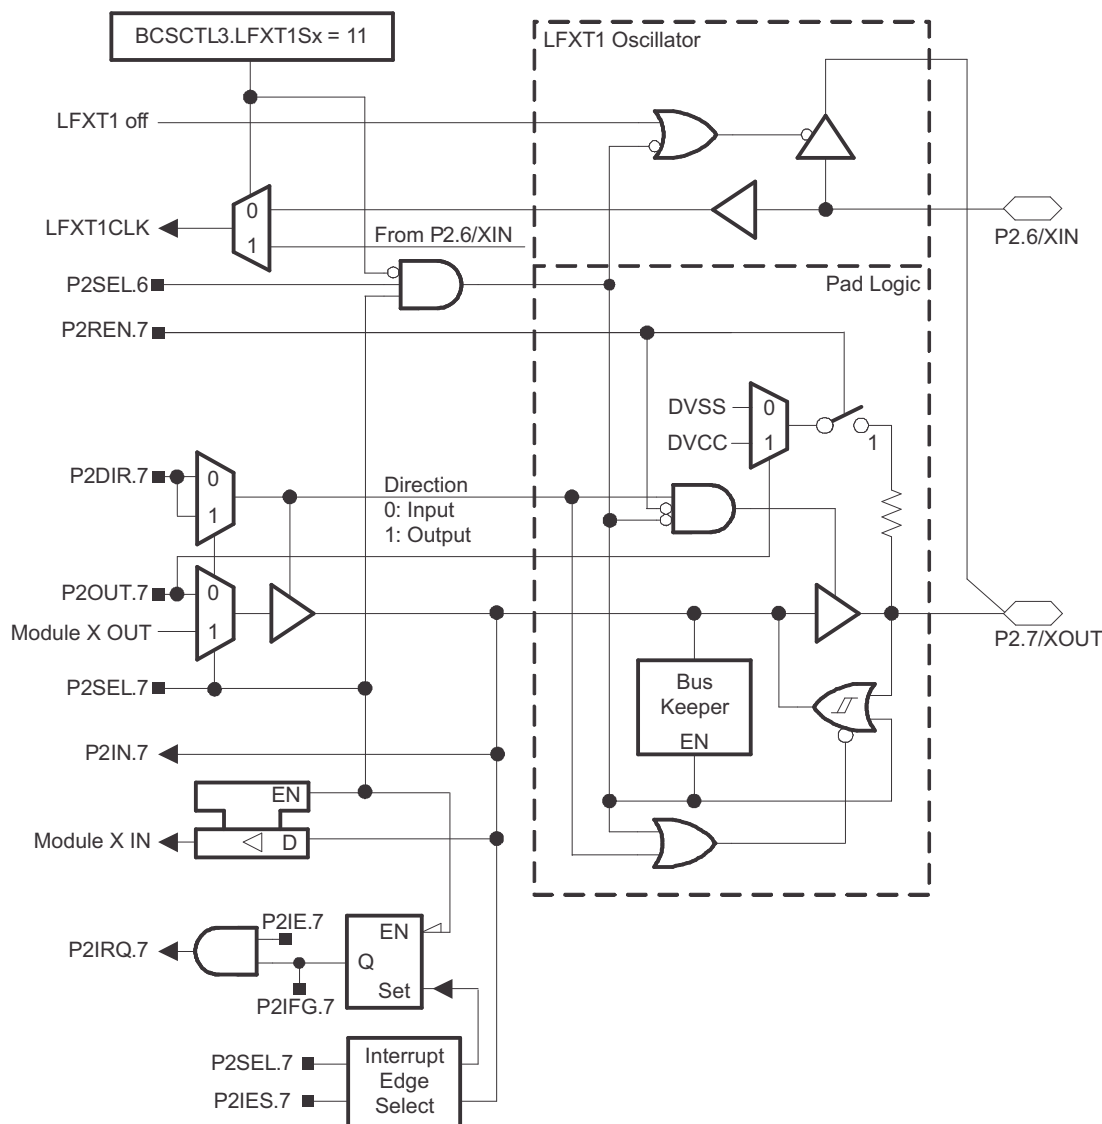 BCSCTL3.LFXT1Sx = 11
LFXT1 Oscillator
LFXT1 off
0
LFXT1CLK
1
From P2.6/XIN
P2.6/XIN
P2SEL.6
Pad Logic
P2REN.7
DVSS
0
DVCC
1
1
P2DIR.7
0
1
Direction
0: Input
1: Output
P2OUT.7
0
Module X OUT
1
P2.7/XOUT
P2SEL.7
Bus
Keeper
EN
P2IN.7
EN
Module X IN
D
P2IE.7
EN
P2IRQ.7
Q
Set
P2IFG.7
P2SEL.7
P2IES.7
Interrupt
Edge
Select